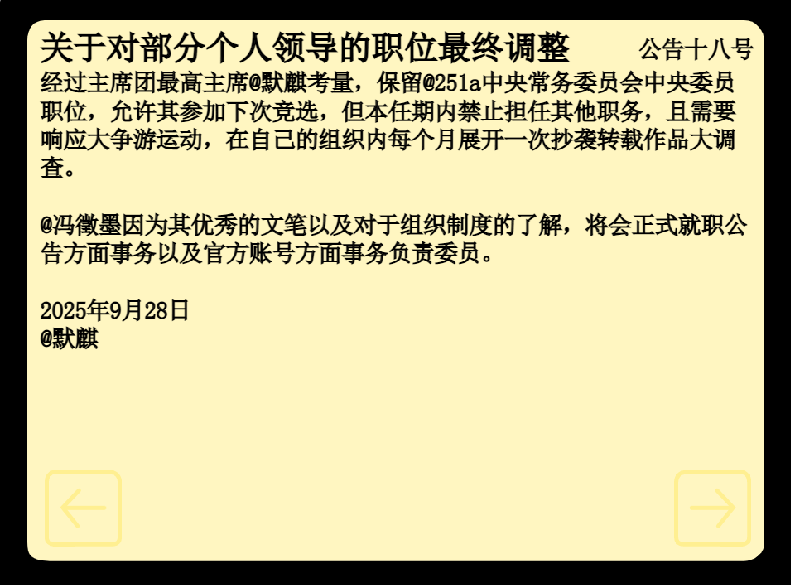 关于对部分个人领导的职位最终调整 公告十八号
经过主席团最高主席@默麒考量，保留@251a中央常务委员会中央委员
职位，允许其参加下次竞选，但本任期内禁止担任其他职务，且需要
响应大争游运动，在自己的组织内每个月展开一次抄袭转载作品大调
查。
@冯徵墨因为其优秀的文笔以及对于组织制度的了解，将会正式就职公
告方面事务以及官方账号方面事务负责委员。
2025年9月28日
@默麒